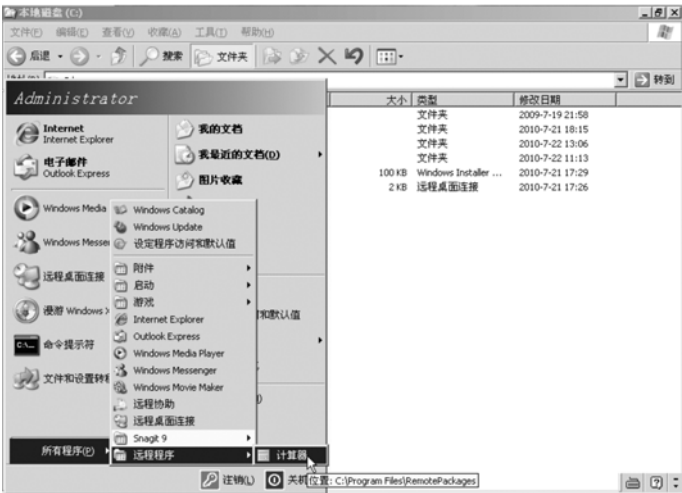 本地磁盘 (C:)
文件(F) 编辑(E) 查看(V) 收藏(A) 工具(T) 帮助(H)
后退 搜索 文件夹
转到
大小 类型 修改日期
文件夹 2009-7-19 21:58
文件夹 2010-7-21 18:15
文件夹 2010-7-22 13:06
文件夹 2010-7-22 11:13
100 KB Windows Installer ... 2010-7-21 17:29
2 KB 远程桌面连接 2010-7-21 17:26
Administrator
Internet
Internet Explorer
电子邮件
Outlook Express
Windows Media
Windows Messe
远程桌面连接
漫游 Windows
命令提示符
文件和设置转
所有程序(P)
我的文档
我最近的文档(D)
图片收藏
和默认值
Windows Catalog
Windows Update
设定程序访问和默认值
附件
启动
游戏
Internet Explorer
Outlook Express
Windows Media Player
Windows Messenger
Windows Movie Maker
远程协助
远程桌面连接
Snagit 9
远程程序
计算器
注销(L) 关机
位置: C:\Program Files\RemotePackages